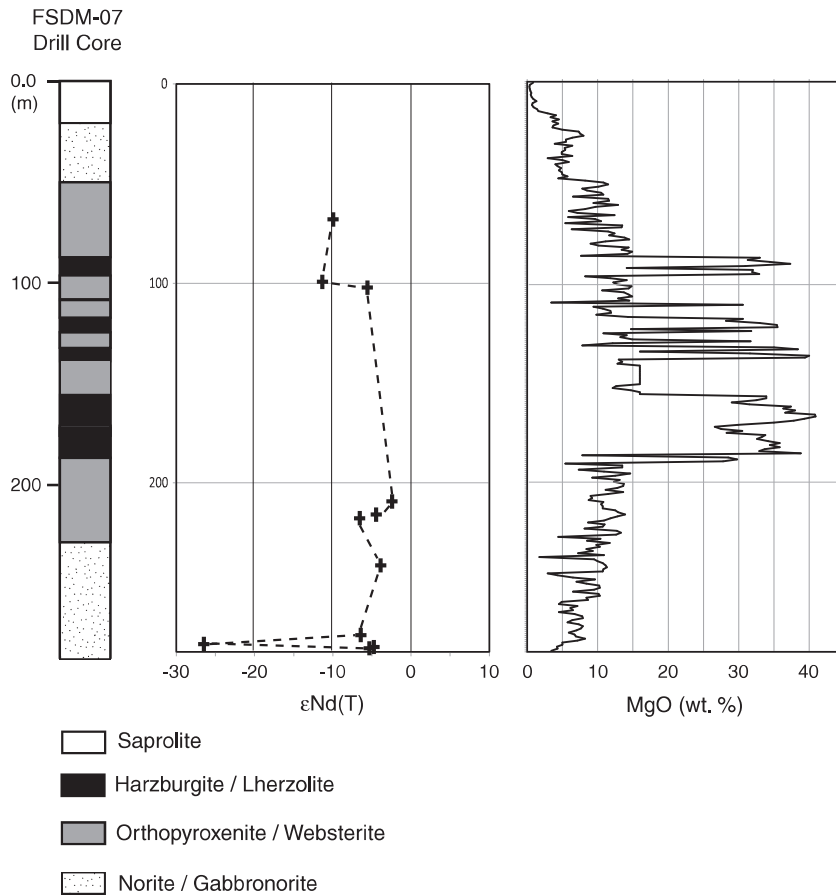 FSDM-07
Drill Core
0.0
(m)
100
200
0
100
200
-30 -20 -10 0 10
εNd(T)
0 10 20 30 40
MgO (wt. %)
Saprolite
Harzburgite / Lherzolite
Orthopyroxenite / Websterite
Norite / Gabbronorite